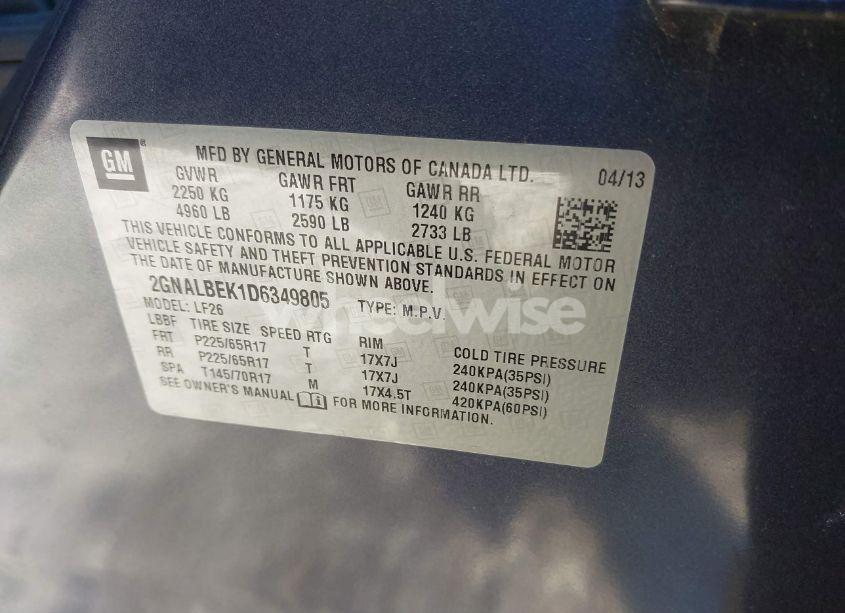 GM
MFD BY GENERAL MOTORS OF CANADA LTD. 04/13
GVWR GAWR FRT GAWR RR
2250 KG 1175 KG 1240 KG
4960 LB 2590 LB 2733 LB
THIS VEHICLE CONFORMS TO ALL APPLICABLE U.S. FEDERAL MOTOR
VEHICLE SAFETY AND THEFT PREVENTION STANDARDS IN EFFECT ON
THE DATE OF MANUFACTURE SHOWN ABOVE.
2GNALBEK1D6349805 TYPE: M.P.V.
MODEL: LF26
LBBF TIRE SIZE SPEED RTG RIM COLD TIRE PRESSURE
FRT P225/65R17 T 17X7J 240KPA(35PSI)
RR P225/65R17 T 17X7J 240KPA(35PSI)
SPA T145/70R17 M 17X4.5T 420KPA(60PSI)
SEE OWNER'S MANUAL FOR MORE INFORMATION.
wheelwise